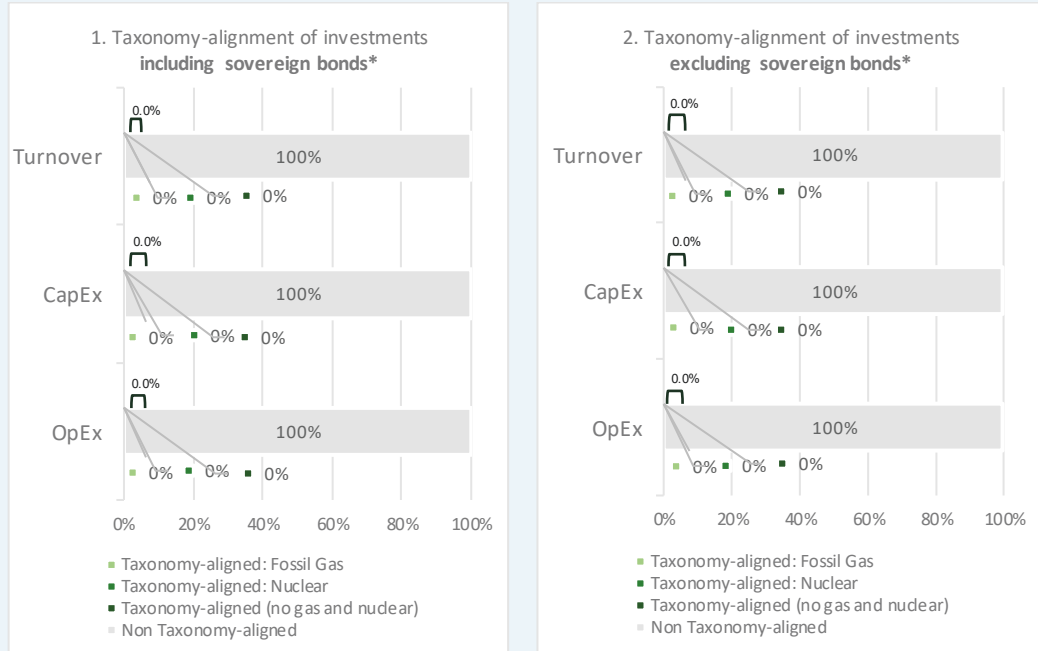 1. Taxonomy-alignment of investments
including sovereign bonds*
0.0%
Turnover
100%
0% 0% 0%
0.0%
CapEx
100%
0% 0% 0%
0.0%
OpEx
100%
0% 0% 0%
0% 20% 40% 60% 80% 100%
Taxonomy-aligned: Fossil Gas
Taxonomy-aligned: Nuclear
Taxonomy-aligned (no gas and nuclear)
Non Taxonomy-aligned
2. Taxonomy-alignment of investments
excluding sovereign bonds*
0.0%
Turnover
100%
0% 0% 0%
0.0%
CapEx
100%
0% 0% 0%
0.0%
OpEx
100%
0% 0% 0%
0% 20% 40% 60% 80% 100%
Taxonomy-aligned: Fossil Gas
Taxonomy-aligned: Nuclear
Taxonomy-aligned (no gas and nuclear)
Non Taxonomy-aligned